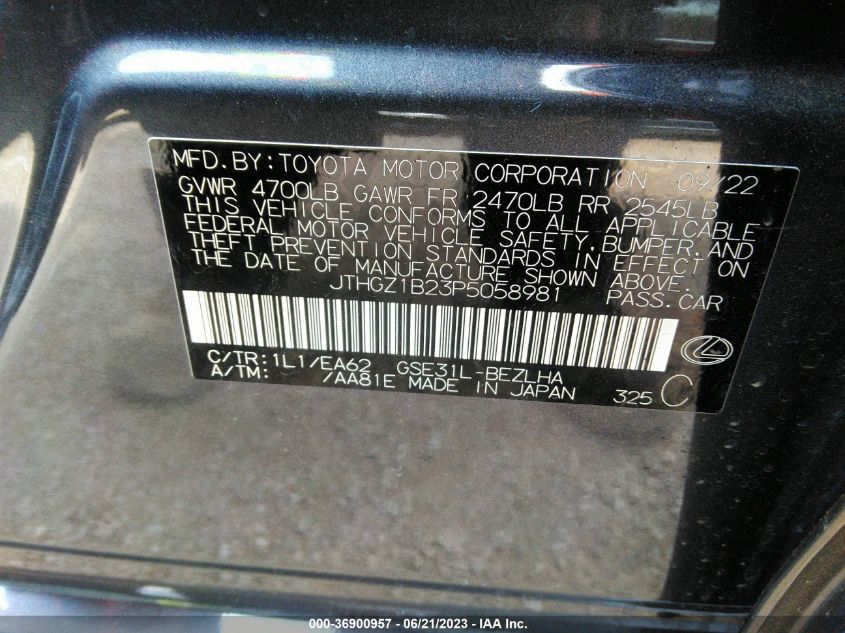 MFD.BY:TOYOTA MOTOR CORPORATION 09/22
GVWR 4700LB GAWR FR 2470LB RR 2545LB
THIS VEHICLE CONFORMS TO ALL APPLICABLE
FEDERAL MOTOR VEHICLE SAFETY,BUMPER,AND
THEFT PREVENTION STANDARDS IN EFFECT ON
THE DATE OF MANUFACTURE SHOWN ABOVE.
JTHGZ1B23P5058981 PASS.CAR
C/TR:1L1/EA62 GSE31L-BEZLHA
A/TM: /AA81E MADE IN JAPAN 325 C
000-36900957 - 06/21/2023 - IAA Inc.